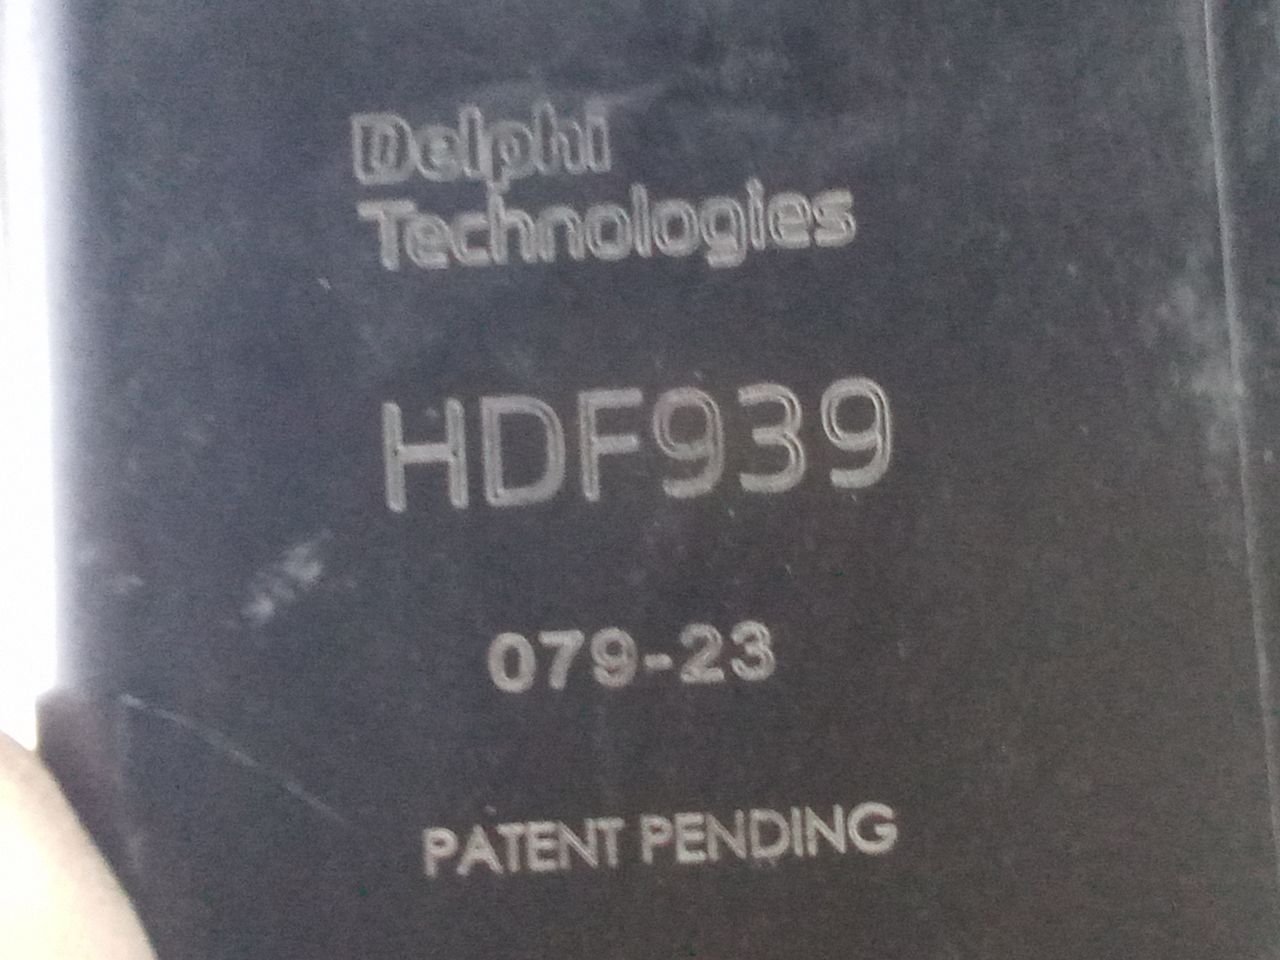 Delphi
Technologies
HDF939
079-23
PATENT PENDING